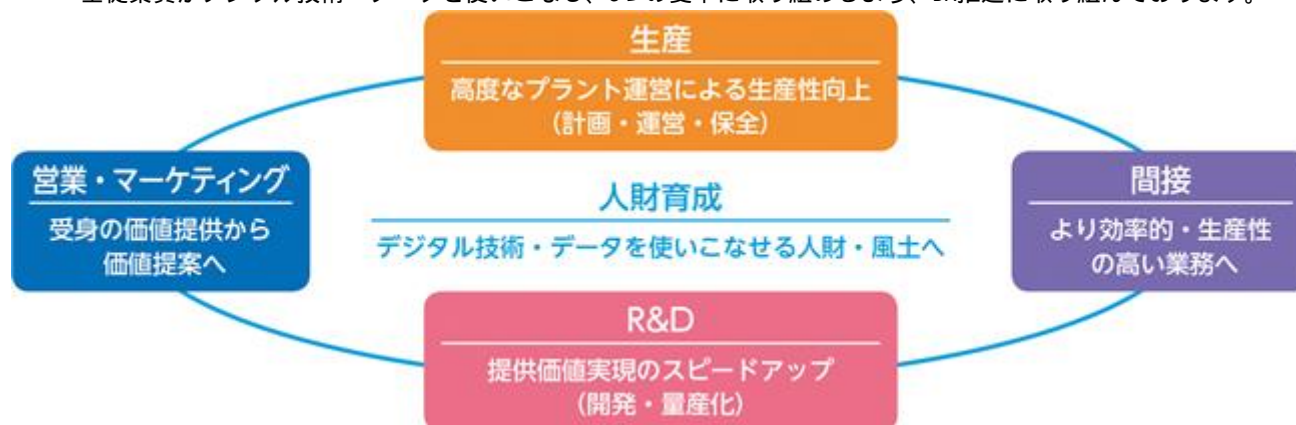 生産
高度なプラント運営による生産性向上
(計画・運営・保全)
営業・マーケティング
受身の価値提供から
価値提案へ
人財育成
デジタル技術・データを使いこなせる人財・風土へ
間接
より効率的・生産性
の高い業務へ
R&D
提供価値実現のスピードアップ
(開発・量産化)